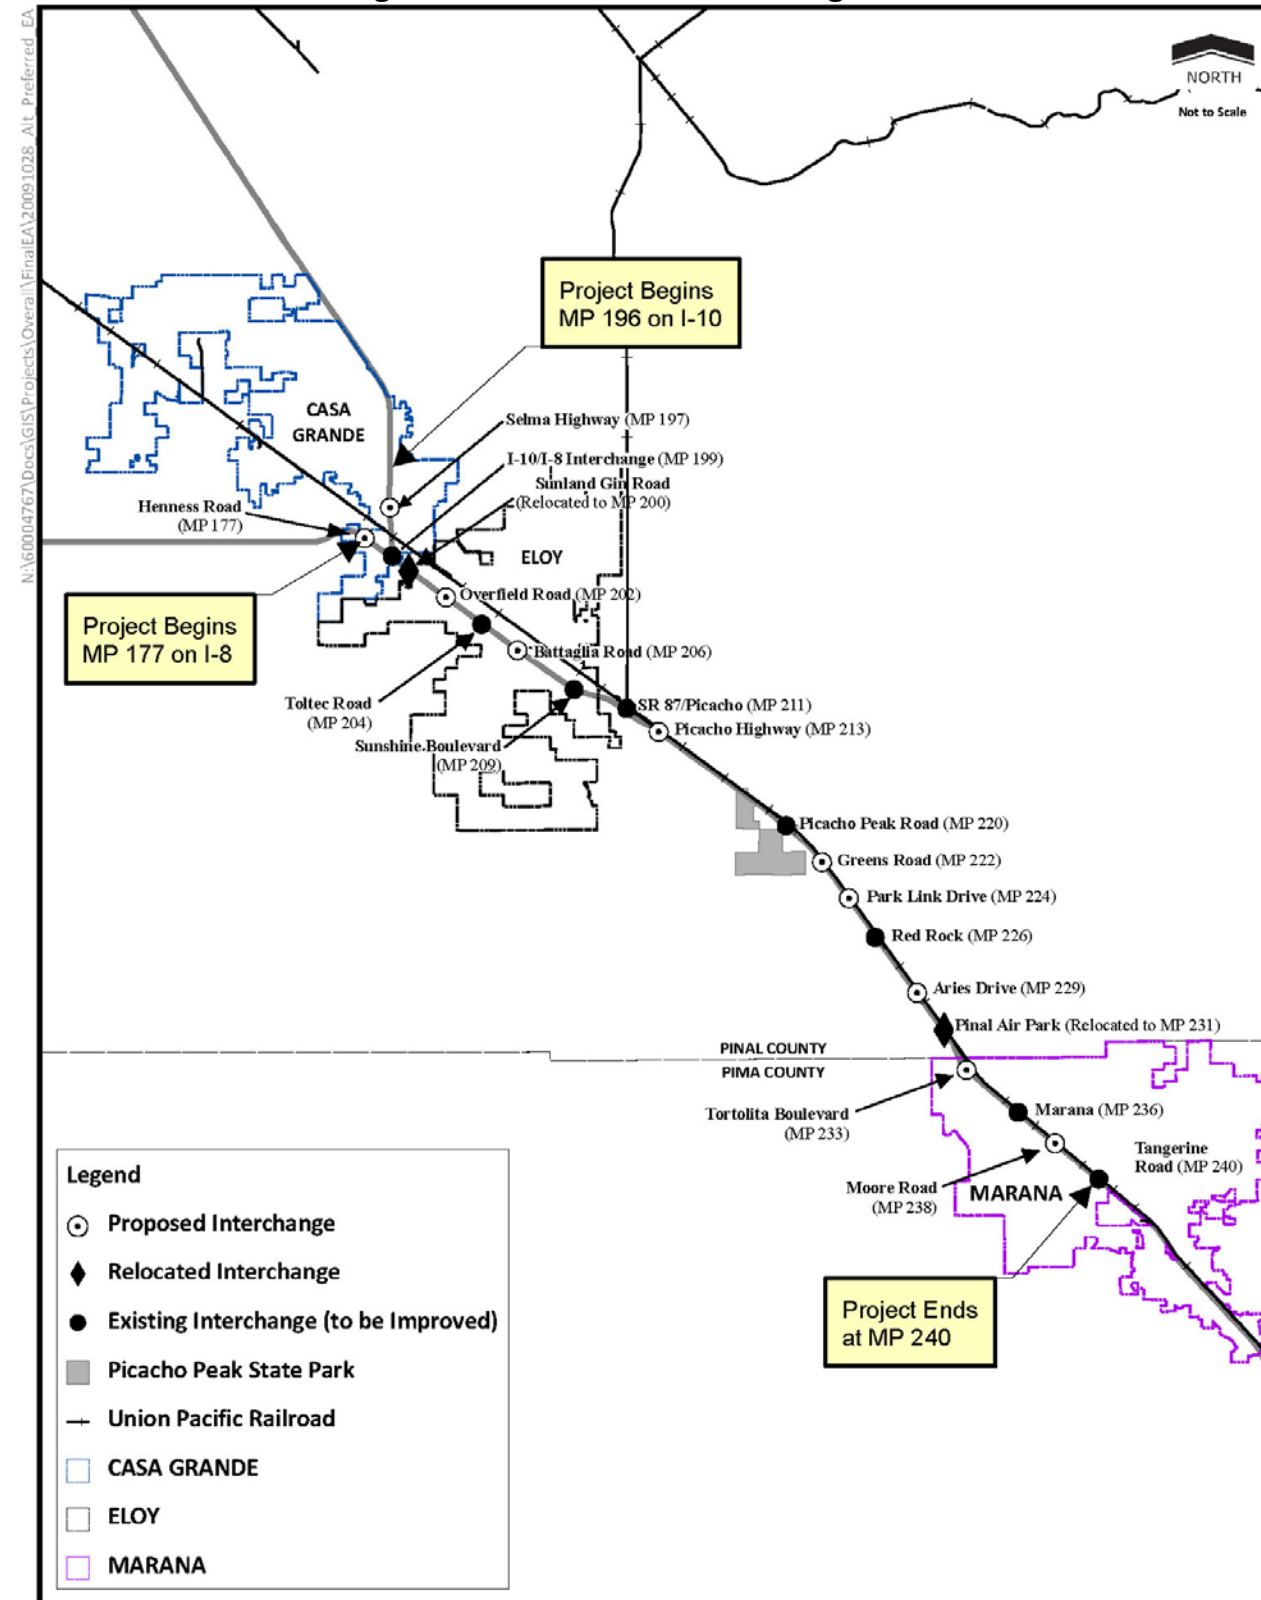 N:\60004767\Docs\GIS\Projects\Overall\FinalEA\20091028_Alt_Preferred_EA
NORTH
Not to Scale
Project Begins
MP 196 on I-10
CASA
GRANDE
Selma Highway (MP 197)
I-10/I-8 Interchange (MP 199)
Sunland Gin Road
(Relocated to MP 200)
Henness Road
(MP 177)
ELOY
Overfield Road (MP 202)
Project Begins
MP 177 on I-8
Battaglia Road (MP 206)
Toltec Road
(MP 204)
SR 87/Picacho (MP 211)
Picacho Highway (MP 213)
Sunshine Boulevard
(MP 209)
Picacho Peak Road (MP 220)
Greens Road (MP 222)
Park Link Drive (MP 224)
Red Rock (MP 226)
Aries Drive (MP 229)
Pinal Air Park (Relocated to MP 231)
PINAL COUNTY
PIMA COUNTY
Tortolita Boulevard
(MP 233)
Marana (MP 236)
Tangerine
Road (MP 240)
Moore Road
(MP 238)
MARANA
Project Ends
at MP 240
Legend
Proposed Interchange
Relocated Interchange
Existing Interchange (to be Improved)
Picacho Peak State Park
Union Pacific Railroad
CASA GRANDE
ELOY
MARANA